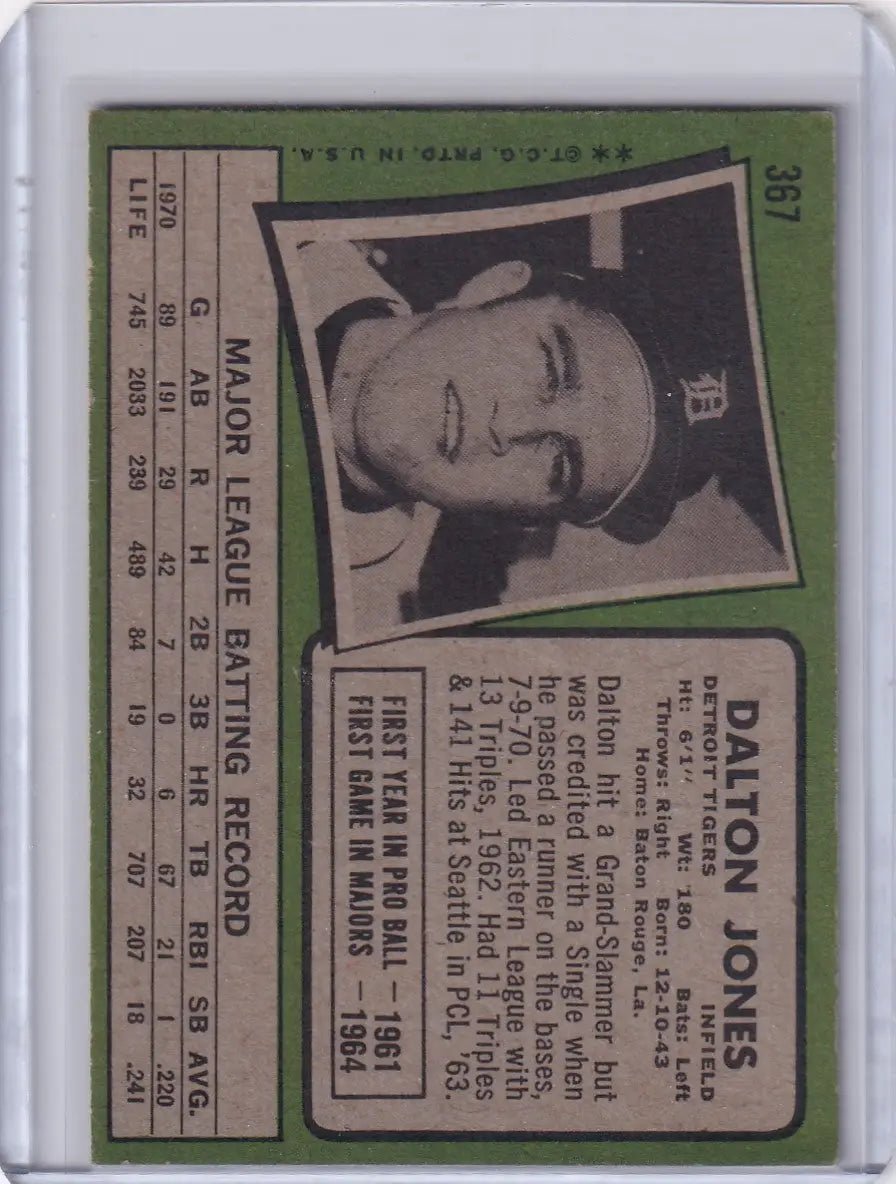 367
** ©T.C.G. PRTD. IN U.S.A.
DALTON JONES
DETROIT TIGERS INFIELD
Ht: 6'1" Wt: 180 Bats: Left
Throws: Right Born: 12-10-43
Home: Baton Rouge, La.
Dalton hit a Grand-Slammer but
was credited with a Single when
he passed a runner on the bases,
7-9-70. Led Eastern League with
13 Triples, 1962. Had 11 Triples
& 141 Hits at Seattle in PCL, '63.
FIRST YEAR IN PRO BALL — 1961
FIRST GAME IN MAJORS — 1964
MAJOR LEAGUE BATTING RECORD
G AB R H 2B 3B HR TB RBI SB AVG.
1970 89 191 29 42 7 0 6 67 21 1 .220
LIFE 745 2033 239 489 84 19 32 707 207 18 .241
D